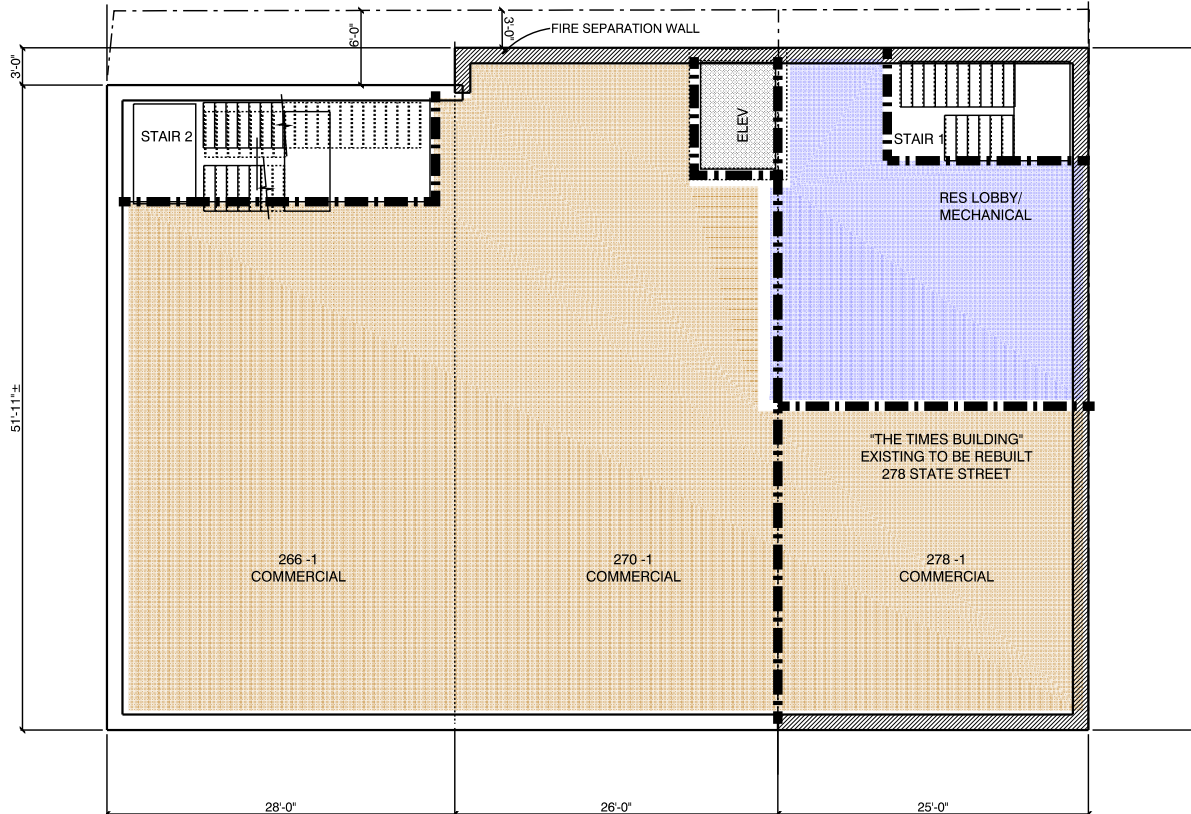 6'-0"
3'-0"
FIRE SEPARATION WALL
3'-0"
STAIR 2
ELEV
STAIR 1
RES LOBBY/
MECHANICAL
51'-11" ±
"THE TIMES BUILDING"
EXISTING TO BE REBUILT
278 STATE STREET
266 -1
COMMERCIAL
270 -1
COMMERCIAL
278 -1
COMMERCIAL
28'-0"
26'-0"
25'-0"